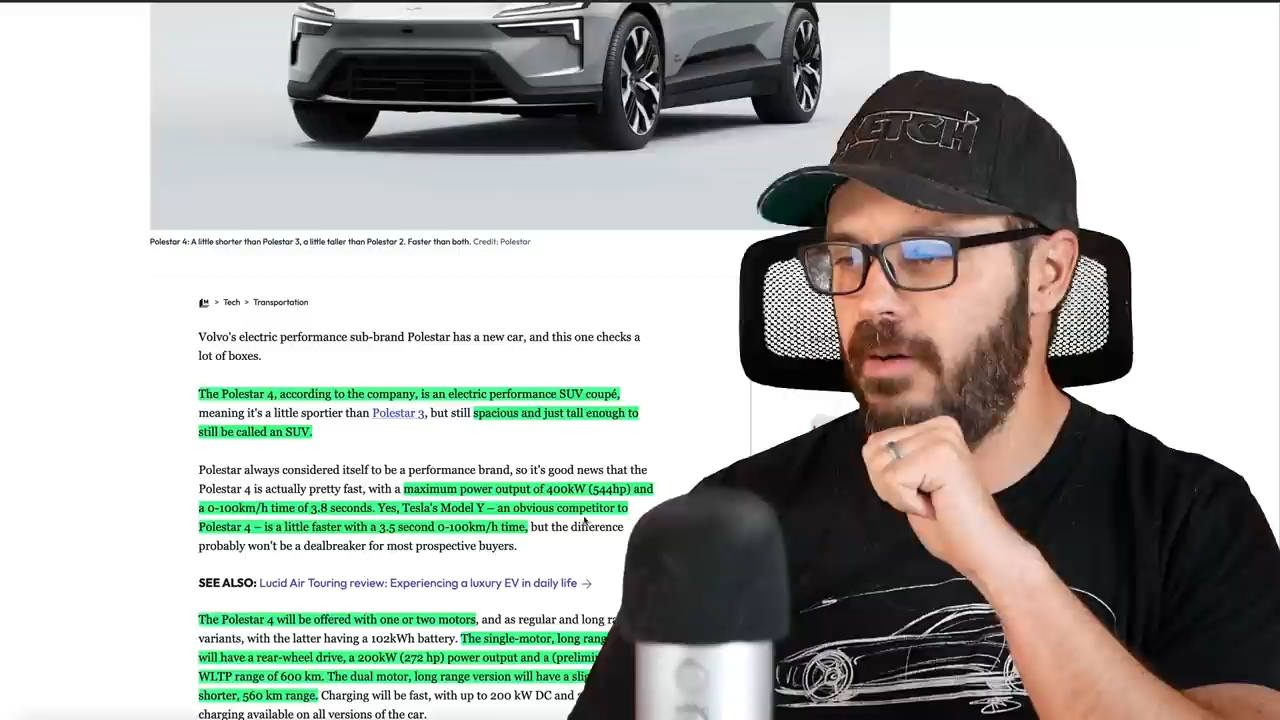 ETCH
Polestar 4: A little shorter than Polestar 3, a little taller than Polestar 2. Faster than both. Credit: Polestar
> Tech > Transportation
Volvo's electric performance sub-brand Polestar has a new car, and this one checks a
lot of boxes.
The Polestar 4, according to the company, is an electric performance SUV coupé,
meaning it's a little sportier than Polestar 3, but still spacious and just tall enough to
still be called an SUV.
Polestar always considered itself to be a performance brand, so it's good news that the
Polestar 4 is actually pretty fast, with a maximum power output of 400kW (544hp) and
a 0-100km/h time of 3.8 seconds. Yes, Tesla's Model Y – an obvious competitor to
Polestar 4 – is a little faster with a 3.5 second 0-100km/h time, but the difference
probably won't be a dealbreaker for most prospective buyers.
SEE ALSO: Lucid Air Touring review: Experiencing a luxury EV in daily life →
The Polestar 4 will be offered with one or two motors, and as regular and long
variants, with the latter having a 102kWh battery. The single-motor, long
will have a rear-wheel drive, a 200kW (272 hp) power output and a
WLTP range of 600 km. The dual motor, long range version will have a
shorter, 560 km range. Charging will be fast, with up to 200 kW DC and
charging available on all versions of the car.